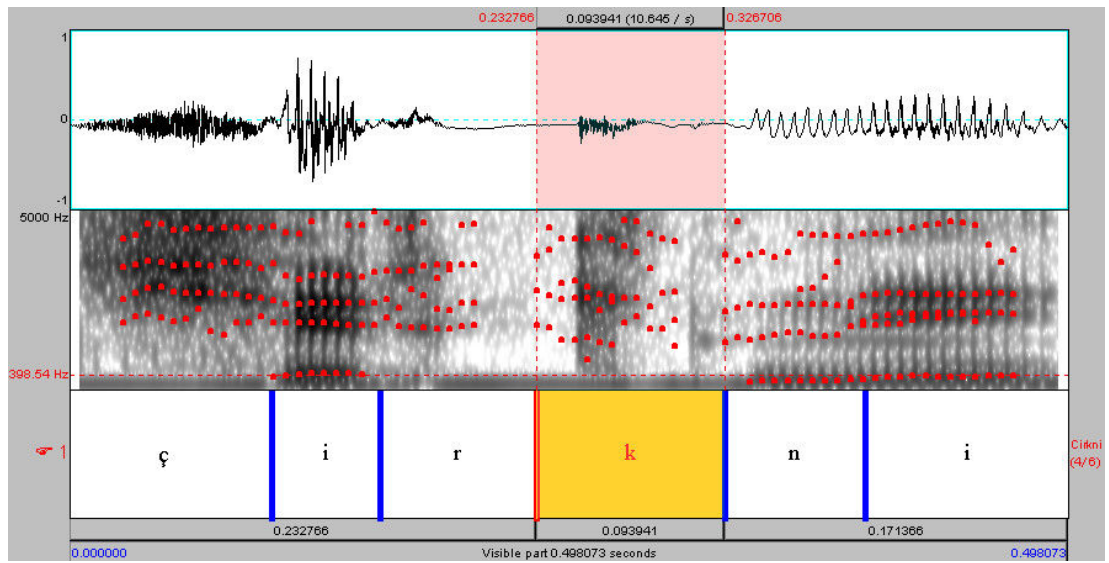 0.232766 0.093941 (10.645 / s) 0.326706
1
0
-1
5000 Hz
398.54 Hz
1 ç i r k n i Cirkni
(4/6)
0.232766 0.093941 0.171366
0.000000 Visible part 0.498073 seconds 0.498073